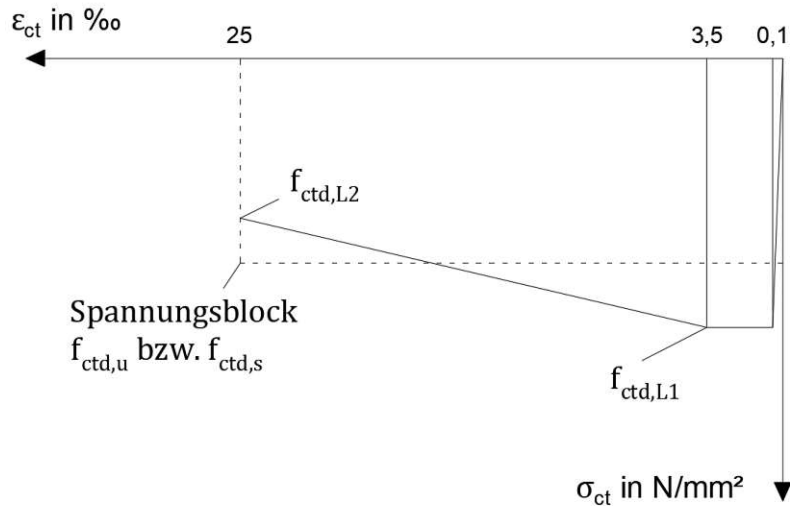 ε_ct in ‰
25
3,5
0,1
f_ctd,L2
Spannungsblock
f_ctd,u bzw. f_ctd,s
f_ctd,L1
σ_ct in N/mm²